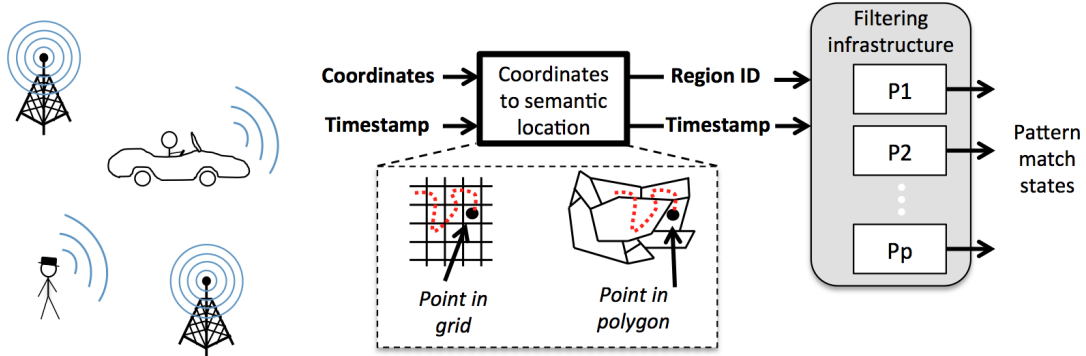 Coordinates
Timestamp
Coordinates
to semantic
location
Region ID
Timestamp
Filtering
infrastructure
P1
P2
Pp
Pattern
match
states
Point in
grid
Point in
polygon